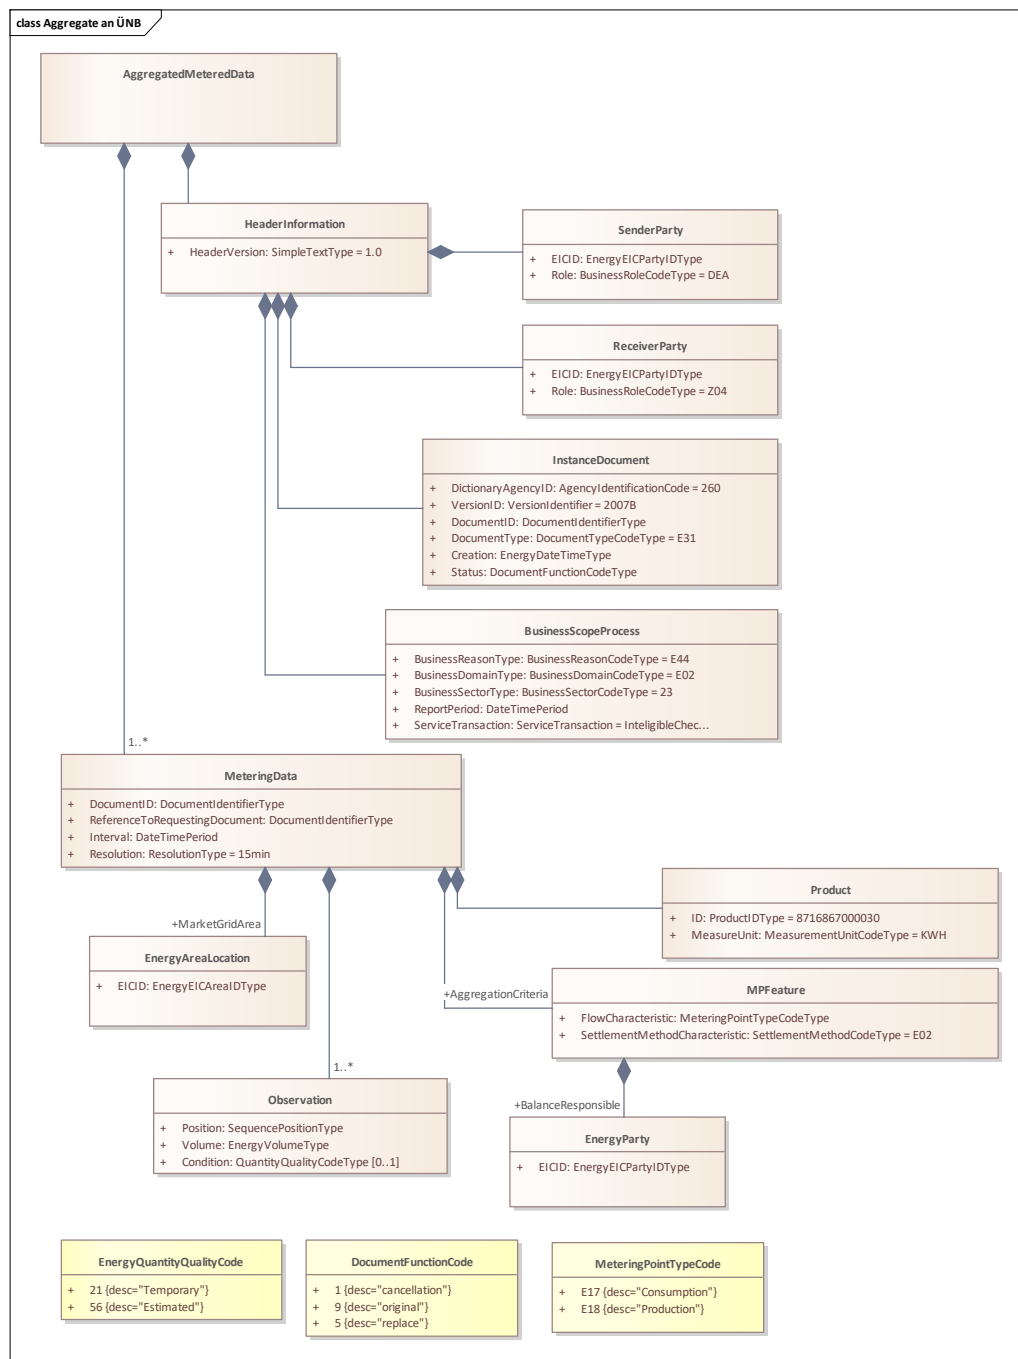 class Aggregate an ÜNB
AggregatedMeteredData
HeaderInformation
+ HeaderVersion: SimpleTextType = 1.0
SenderParty
+ EICID: EnergyEICPartyIDType
+ Role: BusinessRoleCodeType = DEA
ReceiverParty
+ EICID: EnergyEICPartyIDType
+ Role: BusinessRoleCodeType = Z04
InstanceDocument
+ DictionaryAgencyID: AgencyIdentificationCode = 260
+ VersionID: VersionIdentifier = 2007B
+ DocumentID: DocumentIdentifierType
+ DocumentType: DocumentTypeCodeType = E31
+ Creation: EnergyDateTimeType
+ Status: DocumentFunctionCodeType
BusinessScopeProcess
+ BusinessReasonType: BusinessReasonCodeType = E44
+ BusinessDomainType: BusinessDomainCodeType = E02
+ BusinessSectorType: BusinessSectorCodeType = 23
+ ReportPeriod: DateTimePeriod
+ ServiceTransaction: ServiceTransaction = InteligibleChec...
1..*
MeteringData
+ DocumentID: DocumentIdentifierType
+ ReferenceToRequestingDocument: DocumentIdentifierType
+ Interval: DateTimePeriod
+ Resolution: ResolutionType = 15min
Product
+ ID: ProductIDType = 8716867000030
+ MeasureUnit: MeasurementUnitCodeType = KWH
+MarketGridArea
EnergyAreaLocation
+ EICID: EnergyEICAreaIDType
+AggregationCriteria
MPFeature
+ FlowCharacteristic: MeteringPointTypeCodeType
+ SettlementMethodCharacteristic: SettlementMethodCodeType = E02
1..*
Observation
+ Position: SequencePositionType
+ Volume: EnergyVolumeType
+ Condition: QuantityQualityCodeType [0..1]
+BalanceResponsible
EnergyParty
+ EICID: EnergyEICPartyIDType
EnergyQuantityQualityCode
+ 21 {desc="Temporary"}
+ 56 {desc="Estimated"}
DocumentFunctionCode
+ 1 {desc="cancellation"}
+ 9 {desc="original"}
+ 5 {desc="replace"}
MeteringPointTypeCode
+ E17 {desc="Consumption"}
+ E18 {desc="Production"}